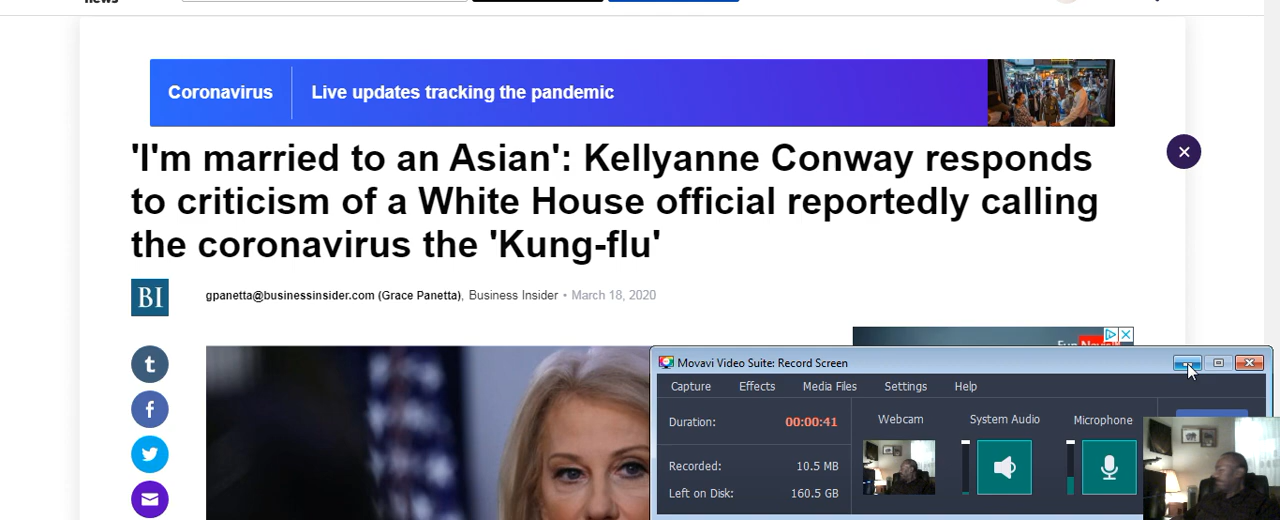 news
Coronavirus
Live updates tracking the pandemic
'I'm married to an Asian': Kellyanne Conway responds
to criticism of a White House official reportedly calling
the coronavirus the 'Kung-flu'
BI
gpanetta@businessinsider.com (Grace Panetta), Business Insider • March 18, 2020
Movavi Video Suite: Record Screen
Capture
Effects
Media Files
Settings
Help
Duration:
00:00:41
Webcam
System Audio
Microphone
Recorded:
10.5 MB
Left on Disk:
160.5 GB